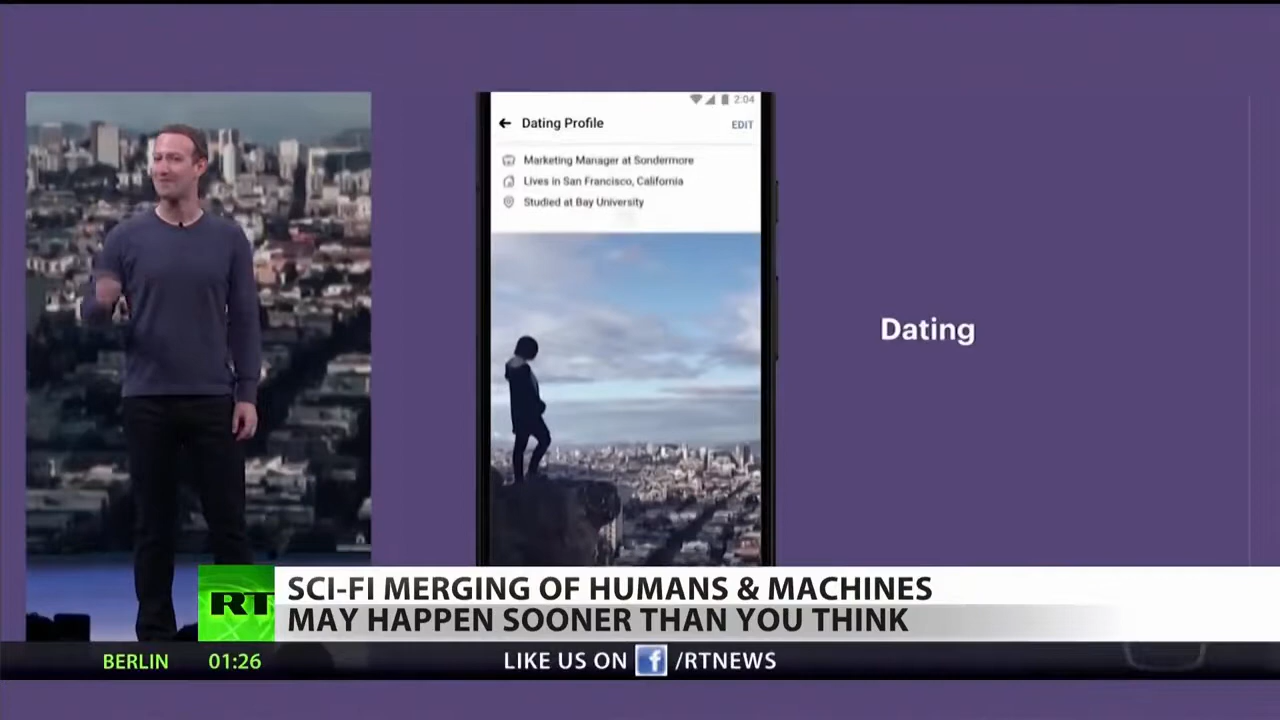 2:04
Dating Profile
EDIT
Marketing Manager at Sondermore
Lives in San Francisco, California
Studied at Bay University
Dating
RT
SCI-FI MERGING OF HUMANS & MACHINES
MAY HAPPEN SOONER THAN YOU THINK
BERLIN 01:26
LIKE US ON f /RTNEWS